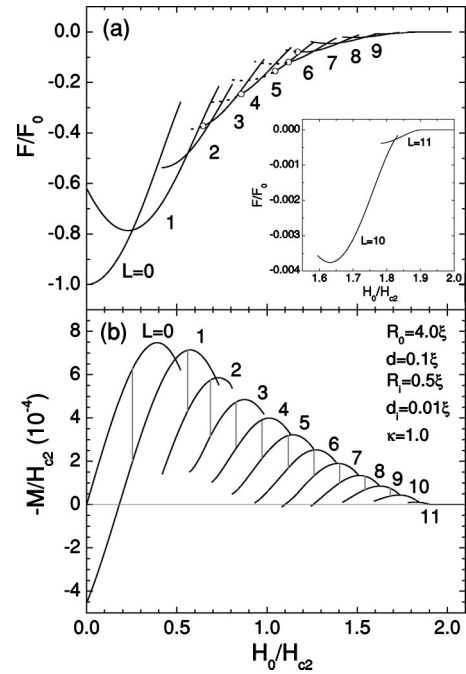 (a)
0.0
-0.2
-0.4
-0.6
-0.8
-1.0
F/F0
L=0
1
2
3
4
5
6
7
8
9
0.000
-0.001
-0.002
-0.003
-0.004
F/F0
L=11
L=10
1.6 1.7 1.8 1.9 2.0
H0/Hc2
(b)
8
6
4
2
0
-2
-4
-M/Hc2 (10-4)
L=0
1
2
3
4
5
6
7
8
9
10
11
R0=4.0ξ
d=0.1ξ
Ri=0.5ξ
di=0.01ξ
κ=1.0
0.0 0.5 1.0 1.5 2.0
H0/Hc2